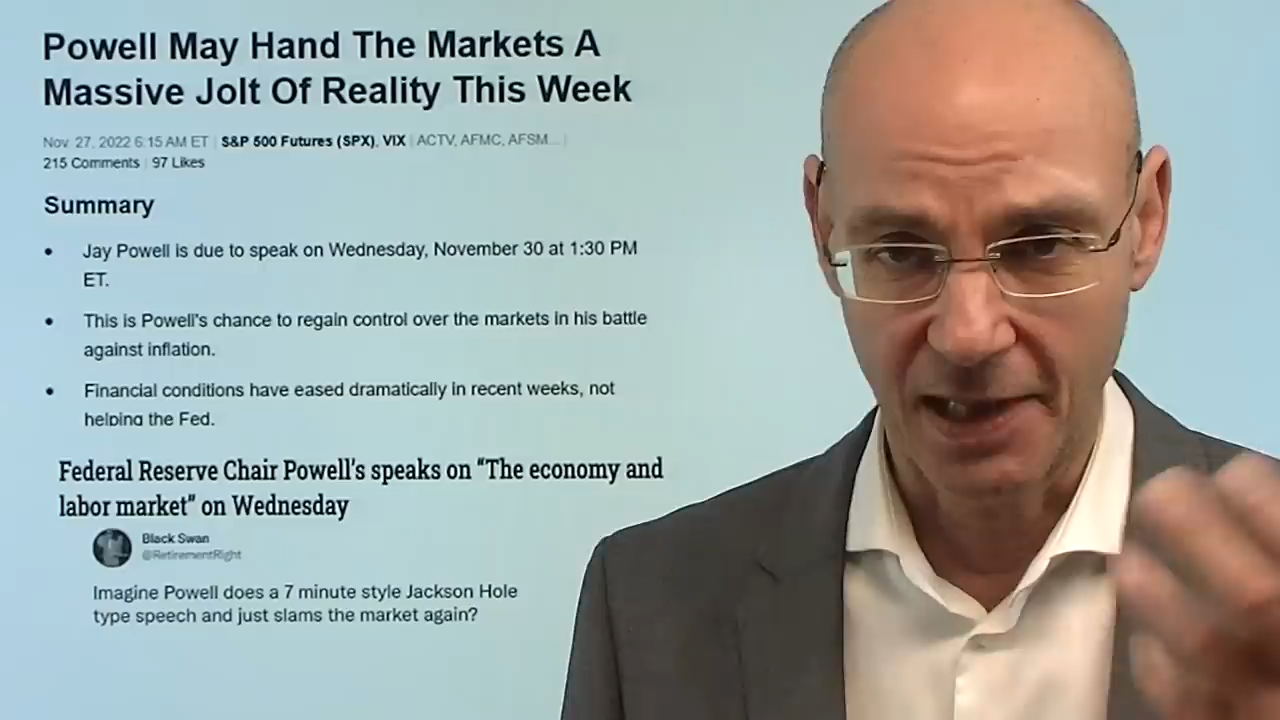 Powell May Hand The Markets A
Massive Jolt Of Reality This Week
Nov. 27, 2022 6:15 AM ET | S&P 500 Futures (SPX), VIX | ACTV, AFMC, AFSM... |
215 Comments | 97 Likes
Summary
• Jay Powell is due to speak on Wednesday, November 30 at 1:30 PM
ET.
• This is Powell's chance to regain control over the markets in his battle
against inflation.
• Financial conditions have eased dramatically in recent weeks, not
helping the Fed.
Federal Reserve Chair Powell's speaks on “The economy and
labor market” on Wednesday
Black Swan
@RetirementRight
Imagine Powell does a 7 minute style Jackson Hole
type speech and just slams the market again?